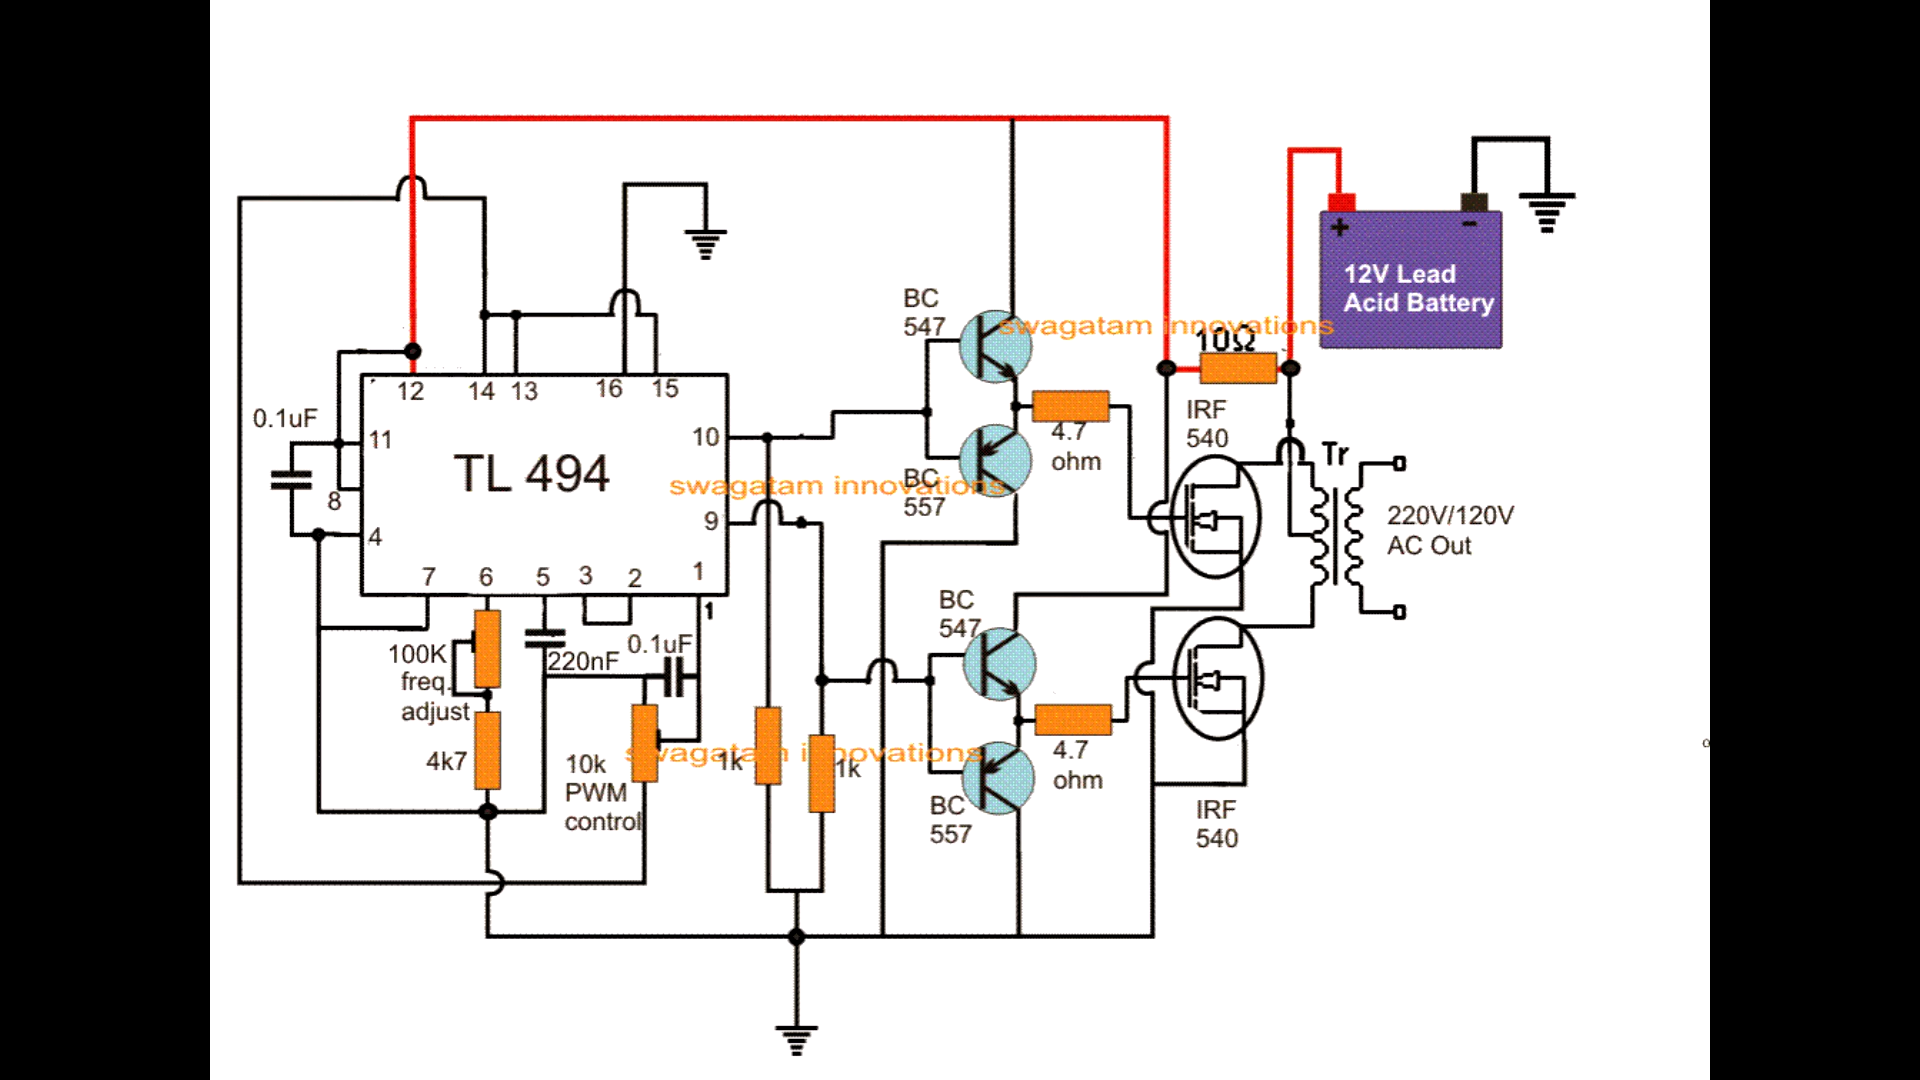 BC
547
swagatam innovations
10Ω
+
-
12V Lead
Acid Battery
12
14
13
16
15
0.1uF
11
10
4.7
ohm
IRF
540
Tr
TL 494
swagatam innovations
BC
557
8
9
4
220V/120V
AC Out
7
6
5
3
2
1
1
BC
547
100K
freq.
adjust
220nF
0.1uF
4k7
swagatam innovations
10k
PWM
control
1k
1k
4.7
ohm
BC
557
IRF
540